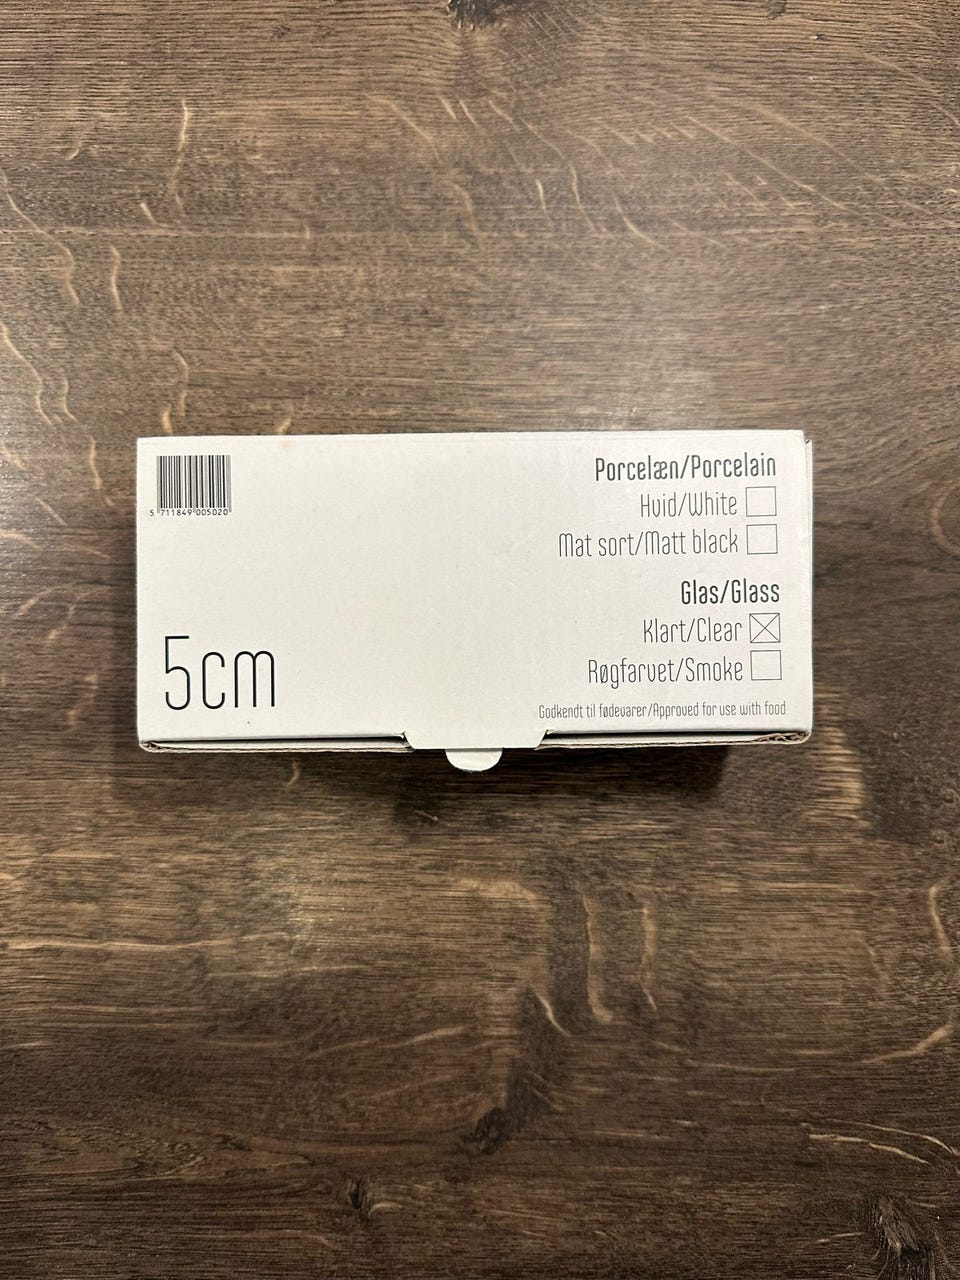 5 711849 005020
5cm
Porcelæn/Porcelain
Hvid/White
Mat sort/Matt black
Glas/Glass
Klart/Clear
Røgfarvet/Smoke
Godkendt til fødevarer/Approved for use with food